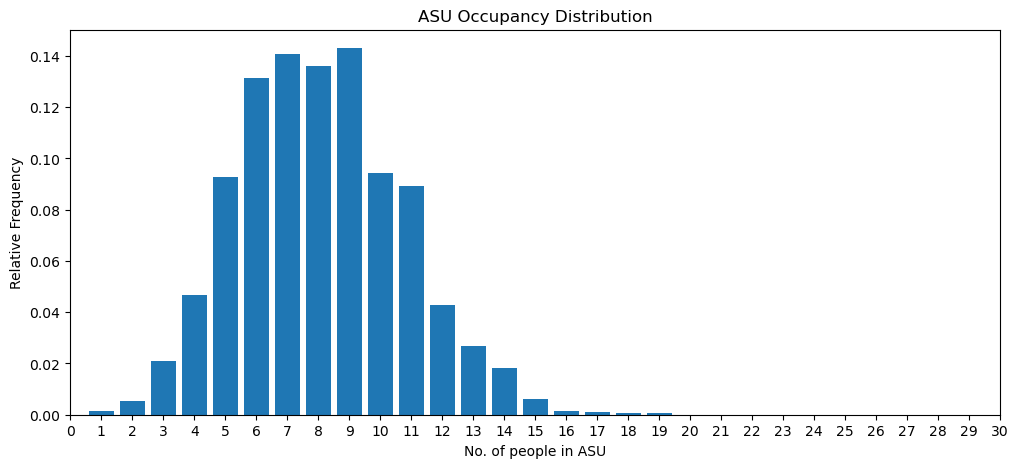 ASU Occupancy Distribution
Relative Frequency
0.14
0.12
0.10
0.08
0.06
0.04
0.02
0.00
0 1 2 3 4 5 6 7 8 9 10 11 12 13 14 15 16 17 18 19 20 21 22 23 24 25 26 27 28 29 30
No. of people in ASU